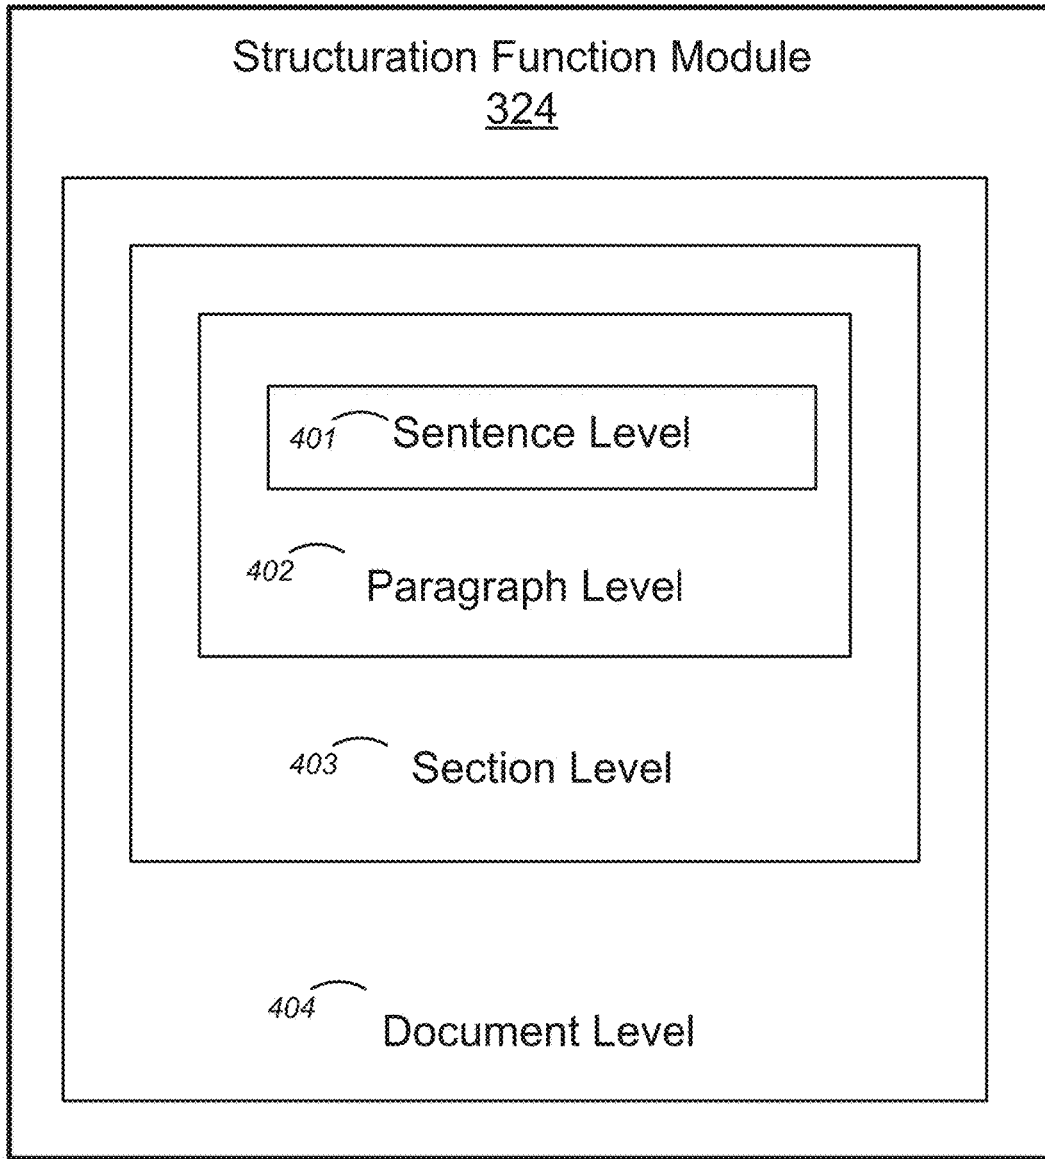 Structuration Function Module
324
401 Sentence Level
402 Paragraph Level
403 Section Level
404 Document Level